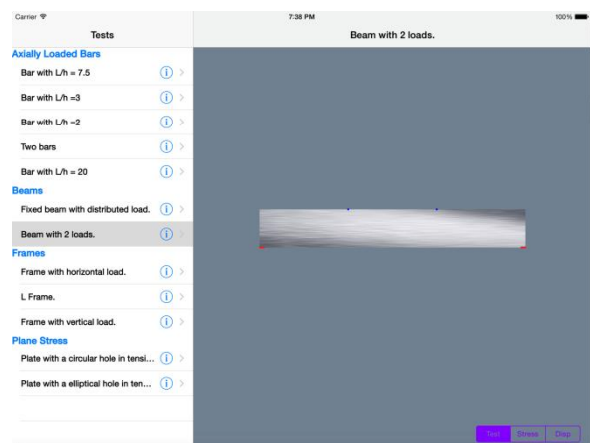 Carrier 7:38 PM 100%
Tests
Beam with 2 loads.
Axially Loaded Bars
Bar with L/h = 7.5
Bar with L/h =3
Bar with L/h =2
Two bars
Bar with L/h = 20
Beams
Fixed beam with distributed load.
Beam with 2 loads.
Frames
Frame with horizontal load.
L Frame.
Frame with vertical load.
Plane Stress
Plate with a circular hole in tensi...
Plate with a elliptical hole in ten...
Test Stress Disp